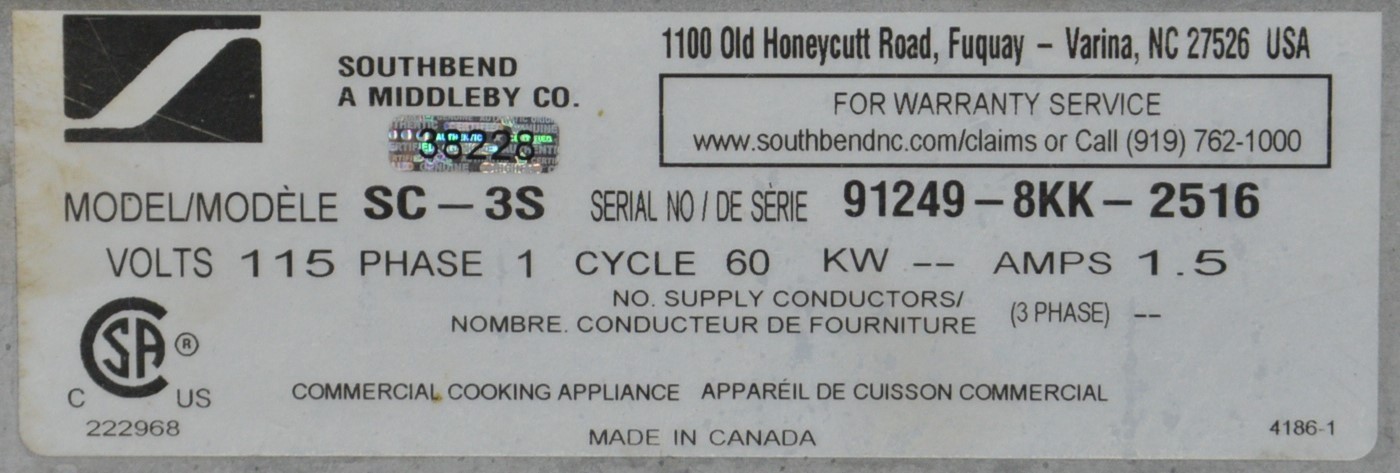 1100 Old Honeycutt Road, Fuquay – Varina, NC 27526 USA
SOUTHBEND
A MIDDLEBY CO.
38228
FOR WARRANTY SERVICE
www.southbendnc.com/claims or Call (919) 762-1000
MODEL/MODÈLE SC – 3S SERIAL NO / DE SÈRIE 91249 – 8KK – 2516
VOLTS 115 PHASE 1 CYCLE 60 KW -- AMPS 1.5
NO. SUPPLY CONDUCTORS/
NOMBRE. CONDUCTEUR DE FOURNITURE (3 PHASE) --
CSA ®
C US
222968
COMMERCIAL COOKING APPLIANCE APPARÉIL DE CUISSON COMMERCIAL
MADE IN CANADA
4186-1